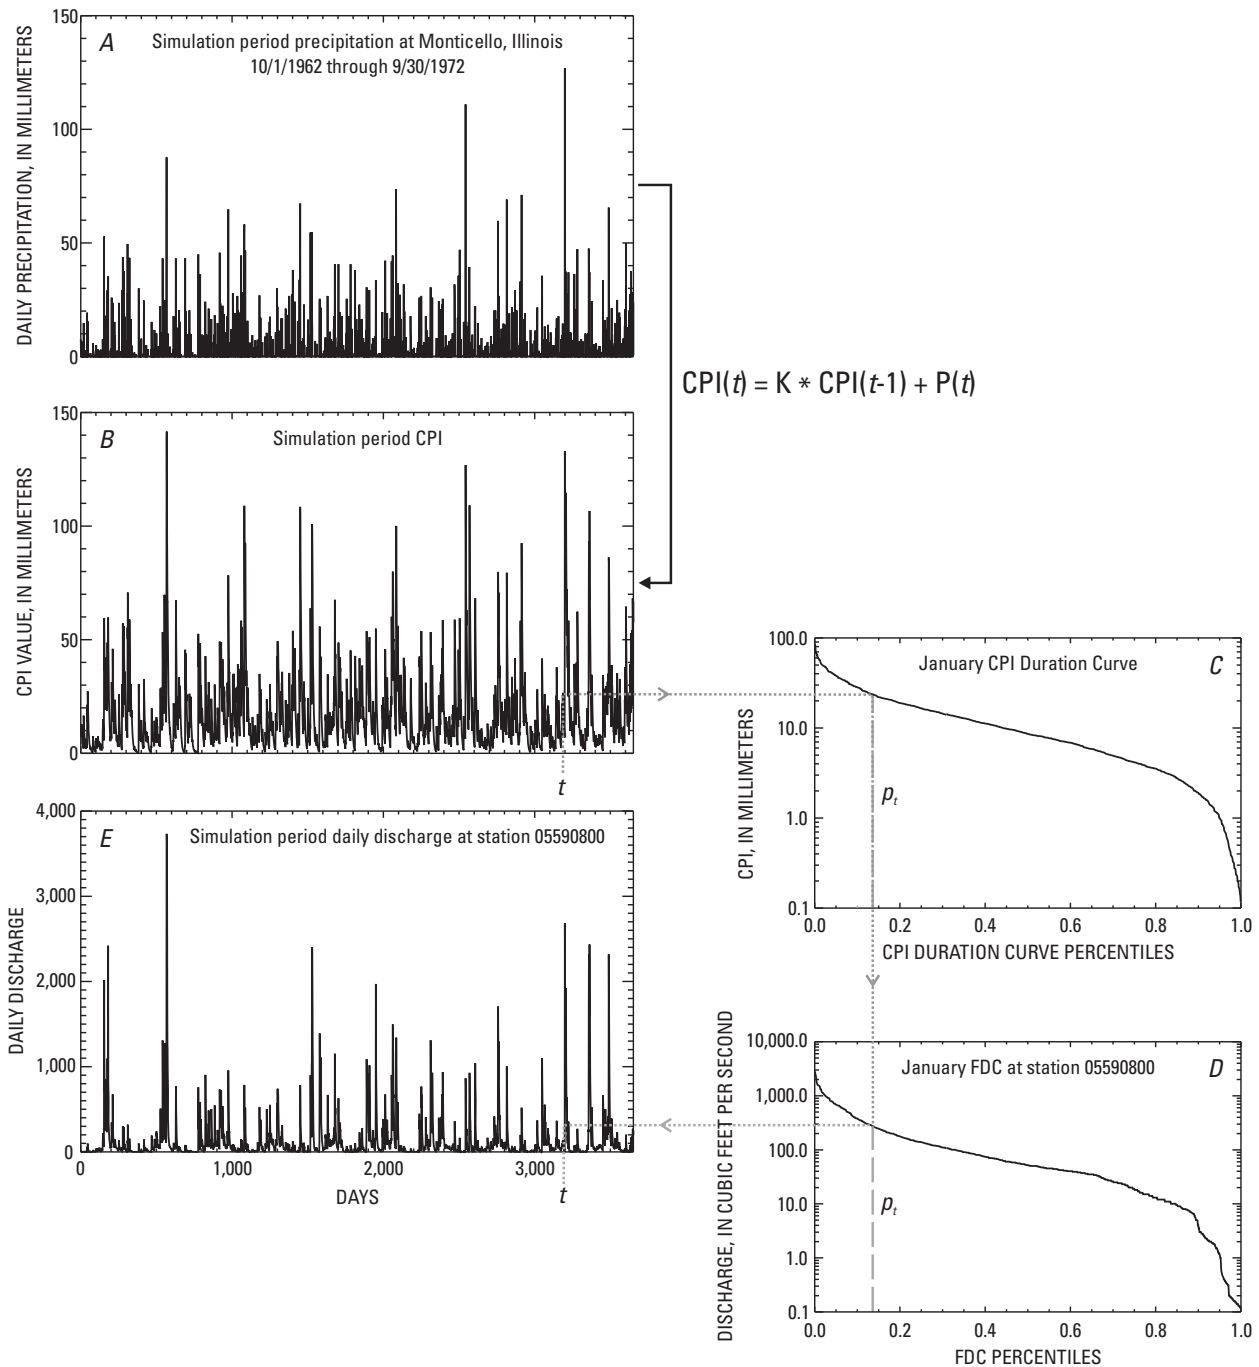 A
Simulation period precipitation at Monticello, Illinois
10/1/1962 through 9/30/1972
DAILY PRECIPITATION, IN MILLIMETERS
150
100
50
0
CPI(t) = K * CPI(t-1) + P(t)
B
Simulation period CPI
CPI VALUE, IN MILLIMETERS
150
100
50
0
t
C
January CPI Duration Curve
CPI, IN MILLIMETERS
100.0
10.0
1.0
0.1
pt
0.0 0.2 0.4 0.6 0.8 1.0
CPI DURATION CURVE PERCENTILES
E
Simulation period daily discharge at station 05590800
DAILY DISCHARGE
4,000
3,000
2,000
1,000
0
0 1,000 2,000 3,000
DAYS
t
D
January FDC at station 05590800
DISCHARGE, IN CUBIC FEET PER SECOND
10,000.0
1,000.0
100.0
10.0
1.0
0.1
pt
0.0 0.2 0.4 0.6 0.8 1.0
FDC PERCENTILES